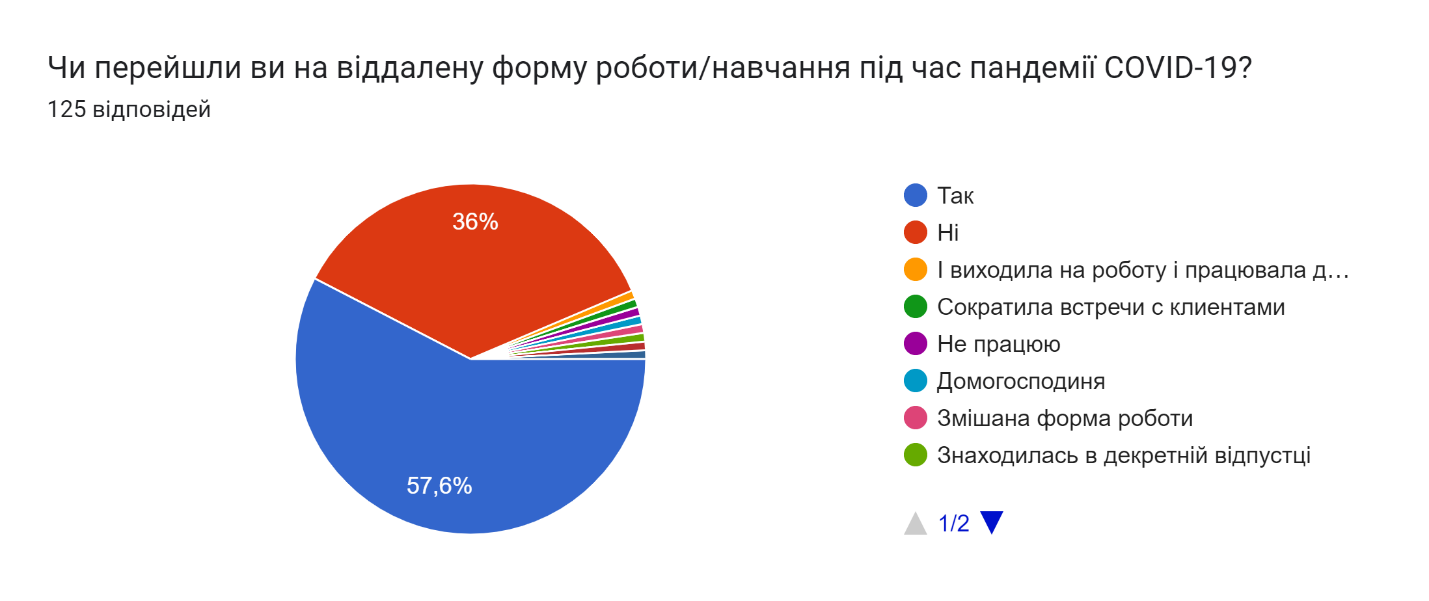 Чи перейшли ви на віддалену форму роботи/навчання під час пандемії COVID-19?
125 відповідей
36%
57,6%
Так
Ні
І виходила на роботу і працювала д…
Сократила встречи с клиентами
Не працюю
Домогосподиня
Змішана форма роботи
Знаходилась в декретній відпустці
1/2